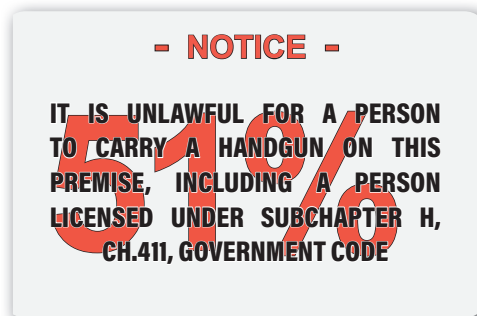 - NOTICE -
51%
IT IS UNLAWFUL FOR A PERSON
TO CARRY A HANDGUN ON THIS
PREMISE, INCLUDING A PERSON
LICENSED UNDER SUBCHAPTER H,
CH.411, GOVERNMENT CODE